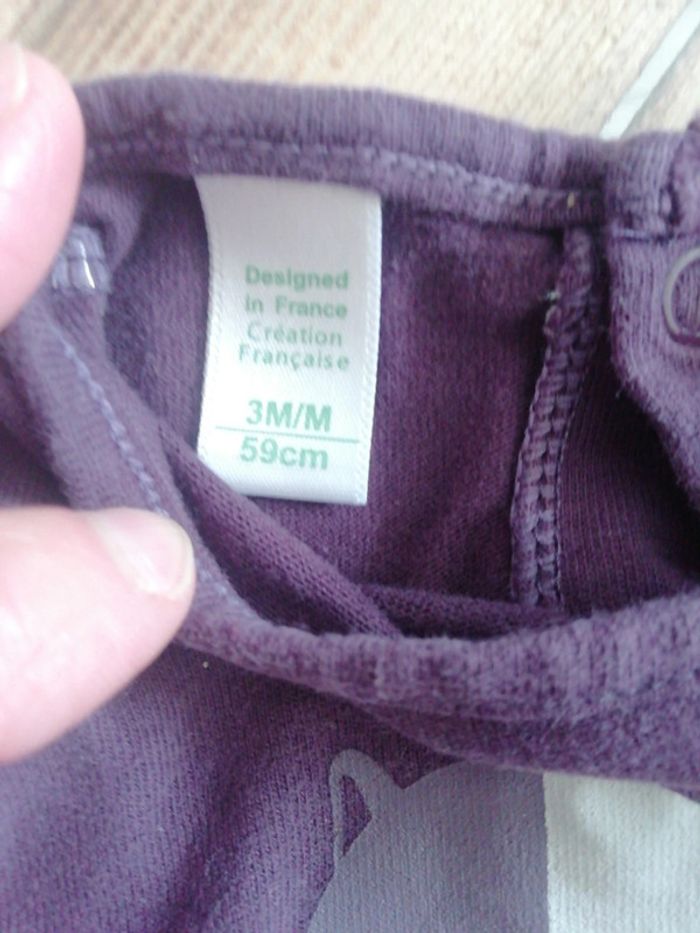 Designed
in France
Création
Française
3M/M
59cm